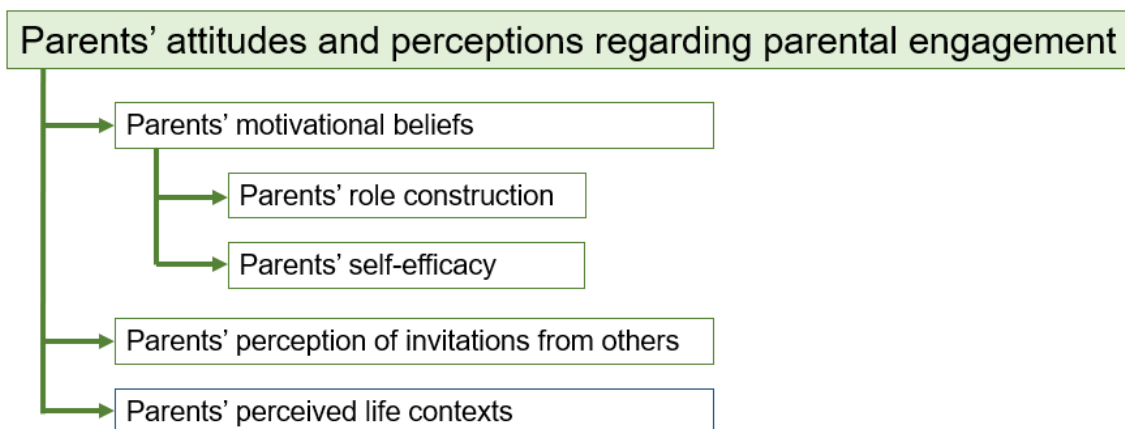 Parents’ attitudes and perceptions regarding parental engagement
Parents’ motivational beliefs
Parents’ role construction
Parents’ self-efficacy
Parents’ perception of invitations from others
Parents’ perceived life contexts